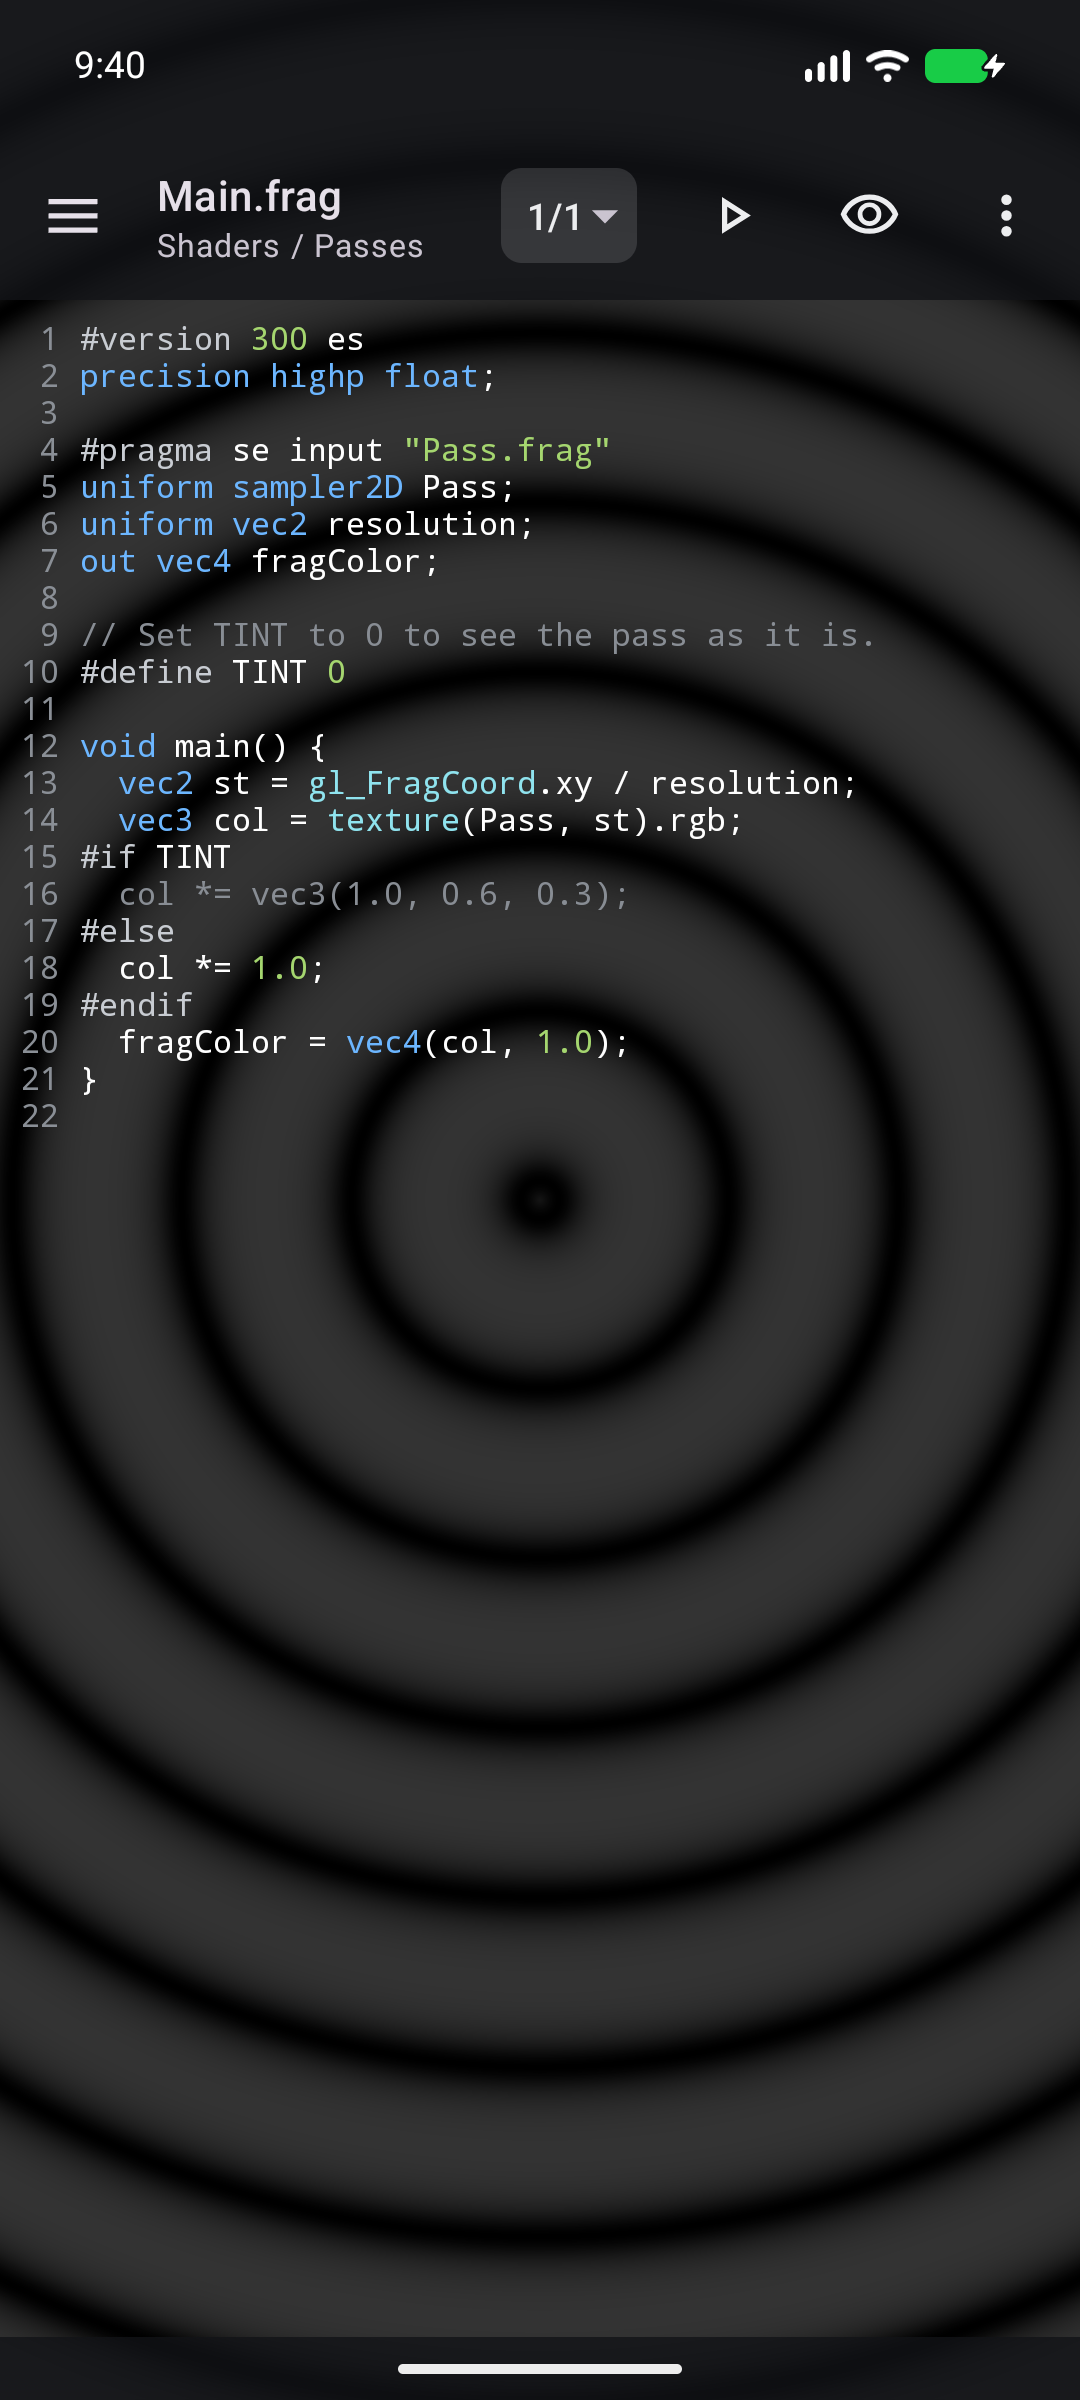 9:40
Main.frag
Shaders / Passes
1/1
1 #version 300 es
2 precision highp float;
3
4 #pragma se input "Pass.frag"
5 uniform sampler2D Pass;
6 uniform vec2 resolution;
7 out vec4 fragColor;
8
9 // Set TINT to 0 to see the pass as it is.
10 #define TINT 0
11
12 void main() {
13   vec2 st = gl_FragCoord.xy / resolution;
14   vec3 col = texture(Pass, st).rgb;
15 #if TINT
16   col *= vec3(1.0, 0.6, 0.3);
17 #else
18   col *= 1.0;
19 #endif
20   fragColor = vec4(col, 1.0);
21 }
22